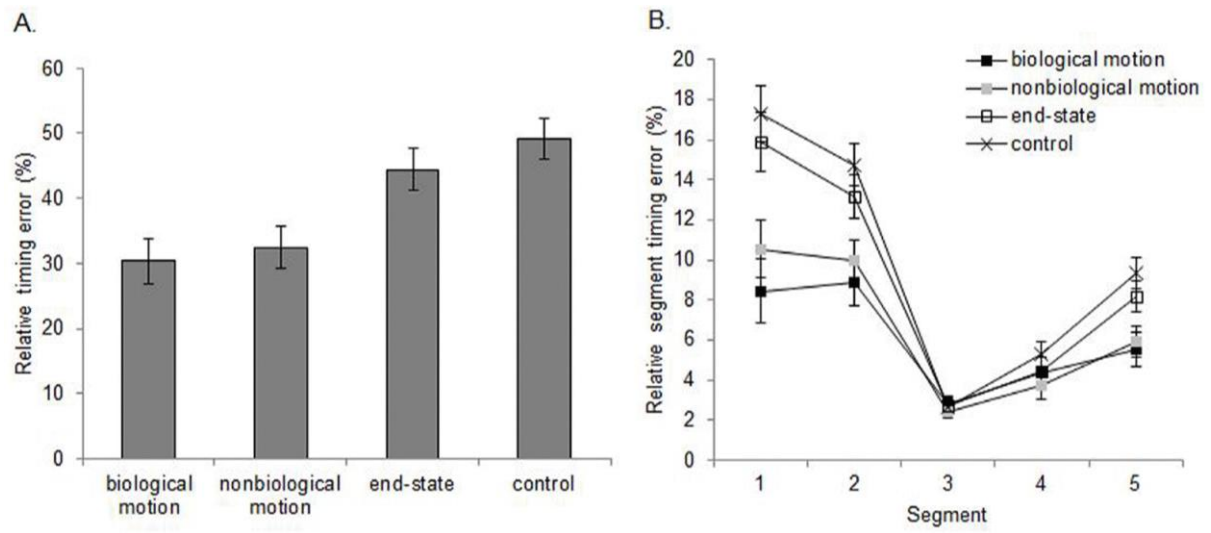 A.
Relative timing error (%)
60
50
40
30
20
10
0
biological
motion
nonbiological
motion
end-state
control
B.
Relative segment timing error (%)
20
18
16
14
12
10
8
6
4
2
0
1 2 3 4 5
Segment
biological motion
nonbiological motion
end-state
control